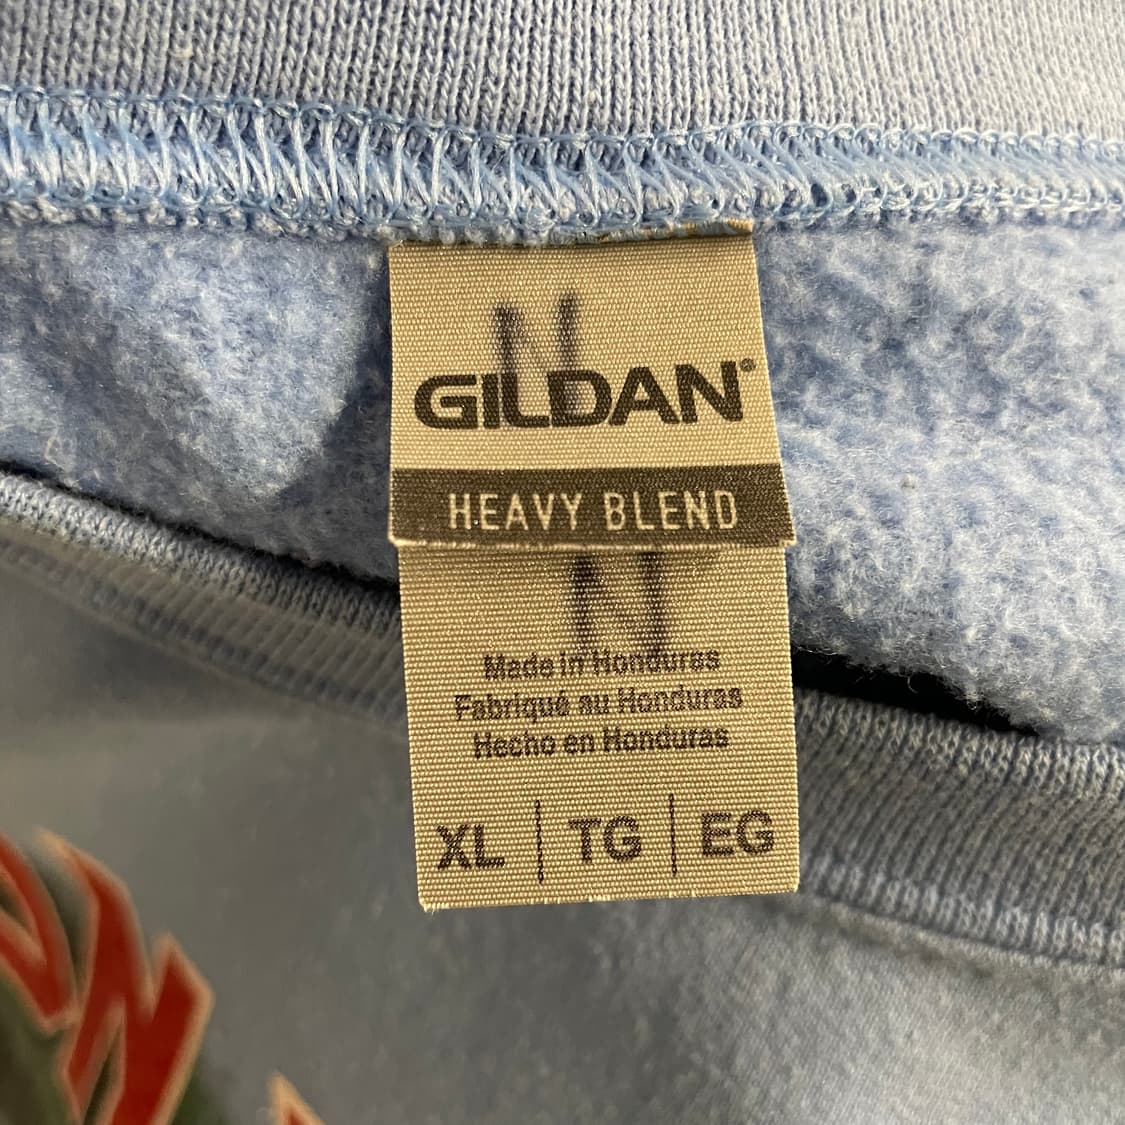 N
GILDAN®
HEAVY BLEND
N
Made in Honduras
Fabriqué au Honduras
Hecho en Honduras
XL | TG | EG